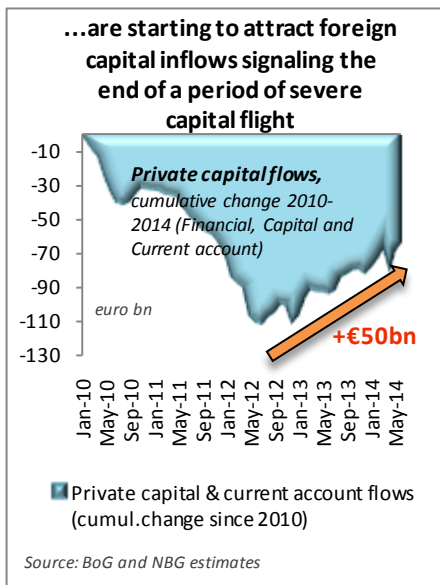 ...are starting to attract foreign
capital inflows signaling the
end of a period of severe
capital flight
-10
-30
-50
-70
-90
-110
-130
Private capital flows,
cumulative change 2010-
2014 (Financial, Capital and
Current account)
euro bn
+€50bn
Jan-10
May-10
Sep-10
Jan-11
May-11
Sep-11
Jan-12
May-12
Sep-12
Jan-13
May-13
Sep-13
Jan-14
May-14
Private capital & current account flows
(cumul.change since 2010)
Source: BoG and NBG estimates